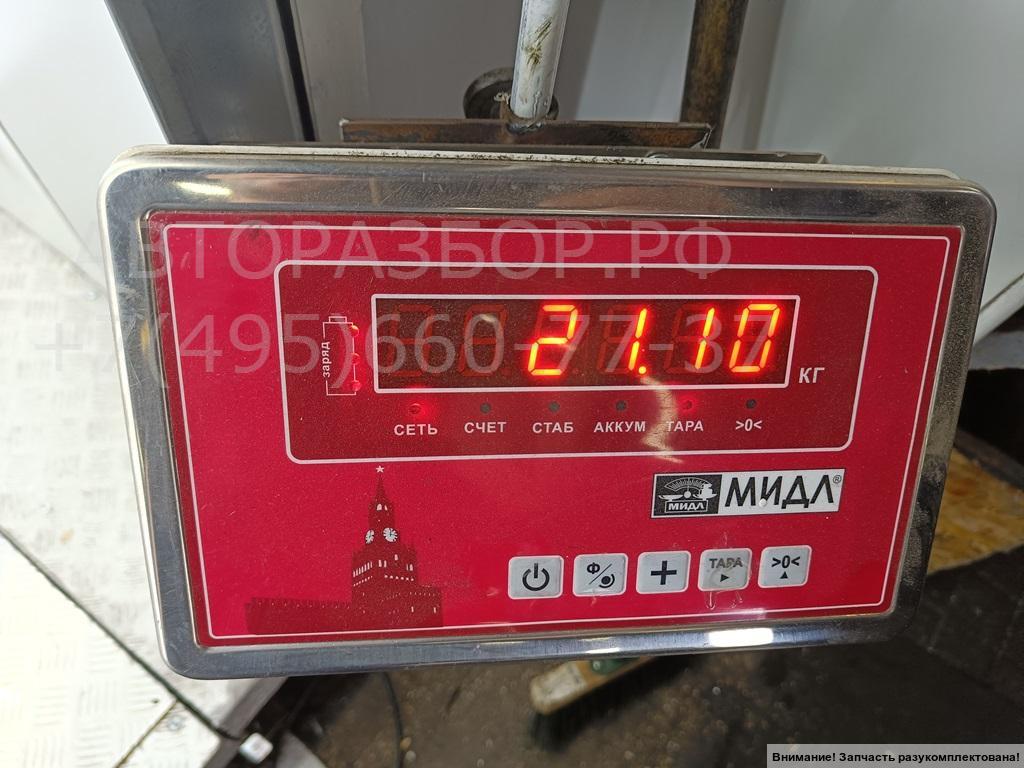 АВТОРАЗБОР.РФ
+7(495)660-77-37
заряд
21.10
КГ
СЕТЬ СЧЕТ СТАБ АККУМ ТАРА >0<
МИДЛ МИДЛ®
Ф/ + ТАРА >0<
Внимание! Запчасть разукомплектована!